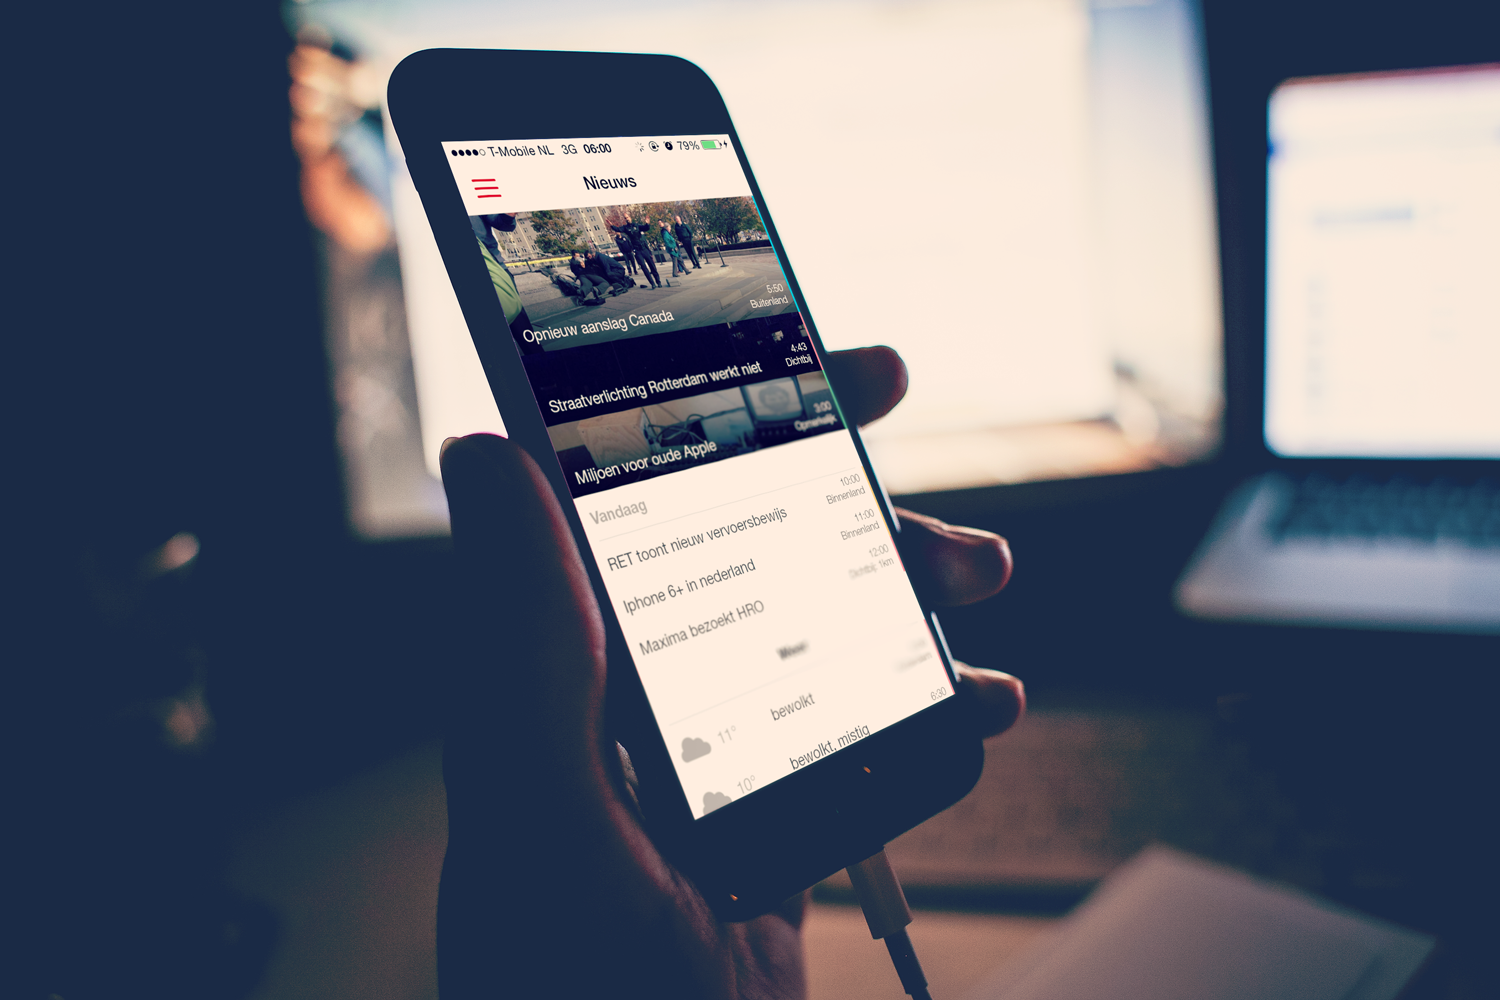 T-Mobile NL 3G 06:00 79%
Nieuws
5:50
Buitenland
Opnieuw aanslag Canada
4:43
Dichtbij
Straatverlichting Rotterdam werkt niet
3:00
Opmerkelijk
Miljoen voor oude Apple
Vandaag
10:00
RET toont nieuw vervoersbewijs Binnenland
11:00
Iphone 6+ in nederland Binnenland
12:00
Maxima bezoekt HRO Dichtbij 1km
Weer
11° bewolkt
6:30
10° bewolkt, mistig